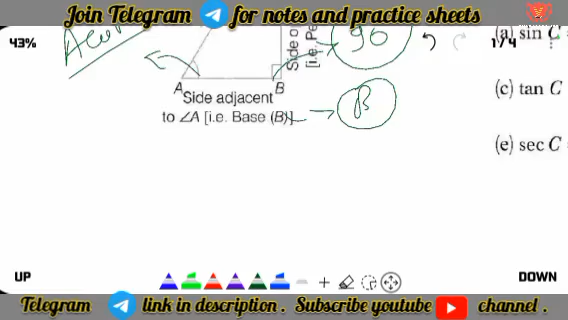 Join Telegram for notes and practice sheets
43%
1 / 4
(a) sin C
90
A
B
Side adjacent
to ∠A [i.e. Base (B)]
B
(c) tan C
(e) sec C
UP
DOWN
Telegram link in description . Subscribe youtube channel .